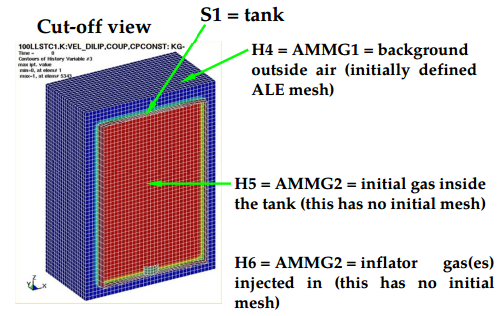 Cut-off view
S1 = tank
100LLSTC1.K:VEL_DILIP,COUP,CPCONST: KG-
Time = 0
Contours of History Variable #3
max ipt. value
min=0, at elem# 1
max=1, at elem# 5343
H4 = AMMG1 = background
outside air (initially defined
ALE mesh)
H5 = AMMG2 = initial gas inside
the tank (this has no initial mesh)
H6 = AMMG2 = inflator gas(es)
injected in (this has no initial
mesh)
Z
Y X